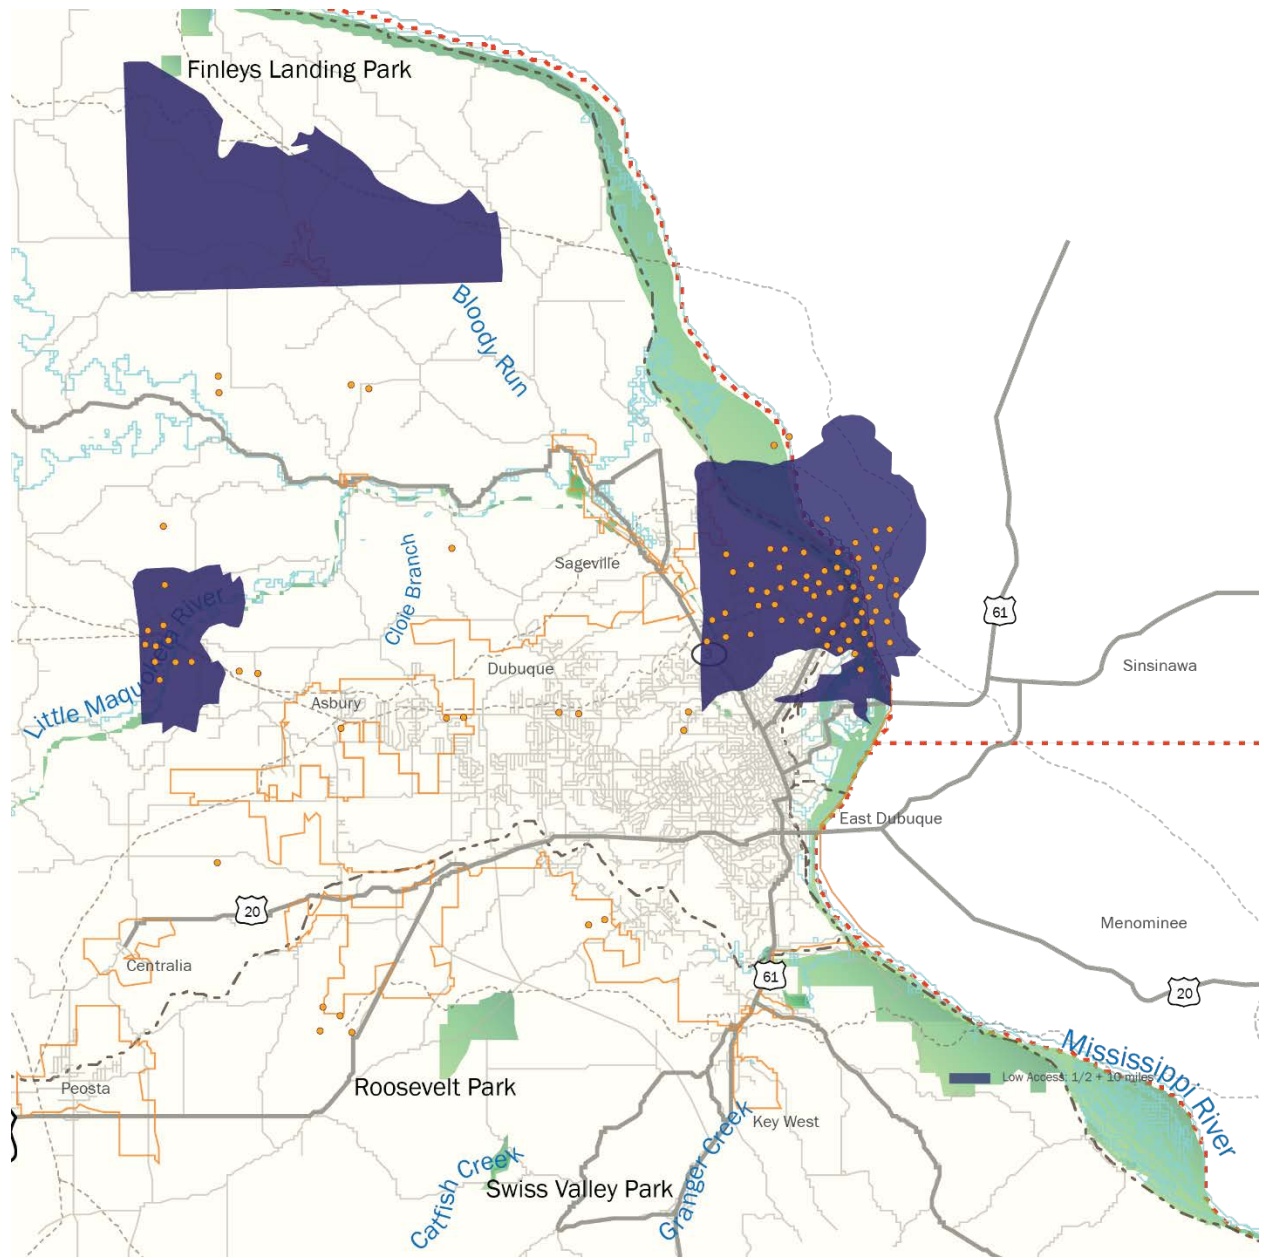 Finleys Landing Park
Bloody Run
Cloie Branch
Sageville
61
Little Maquoketa River
Dubuque
Sinsinawa
Asbury
East Dubuque
20
Menominee
Centralia
61
20
Mississippi River
Low Access: 1/2 + 10 miles
Peosta
Roosevelt Park
Key West
Catfish Creek
Swiss Valley Park
Granger Creek